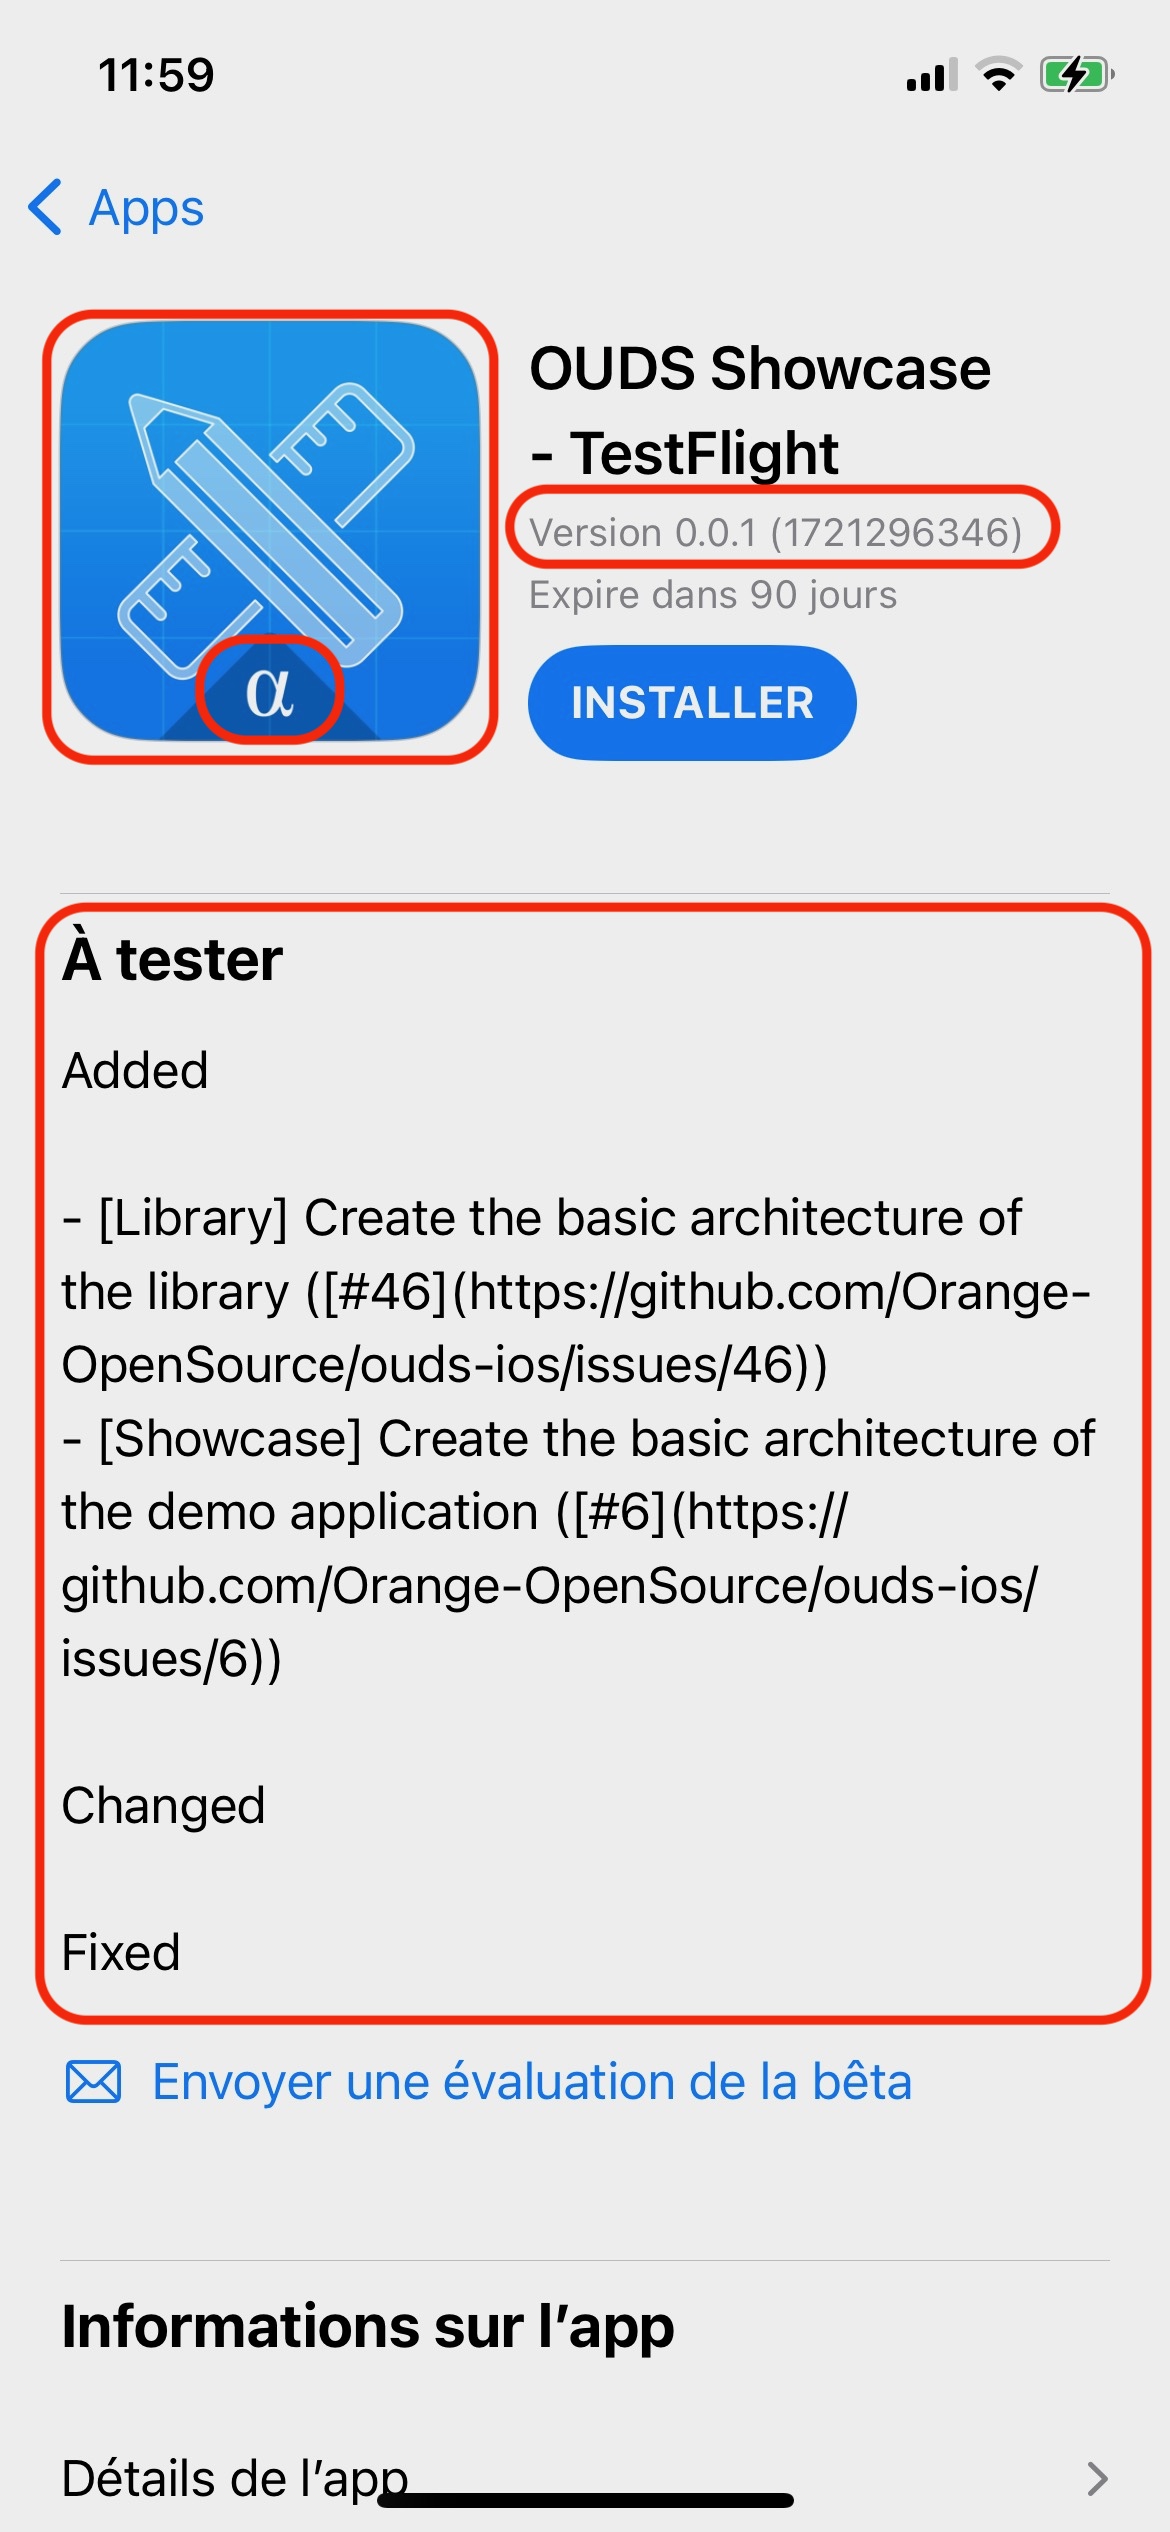 11:59
Apps
OUDS Showcase
- TestFlight
Version 0.0.1 (1721296346)
Expire dans 90 jours
INSTALLER
α
À tester
Added
- [Library] Create the basic architecture of
the library ([#46](https://github.com/Orange-
OpenSource/ouds-ios/issues/46))
- [Showcase] Create the basic architecture of
the demo application ([#6](https://
github.com/Orange-OpenSource/ouds-ios/
issues/6))
Changed
Fixed
Envoyer une évaluation de la bêta
Informations sur l’app
Détails de l’app